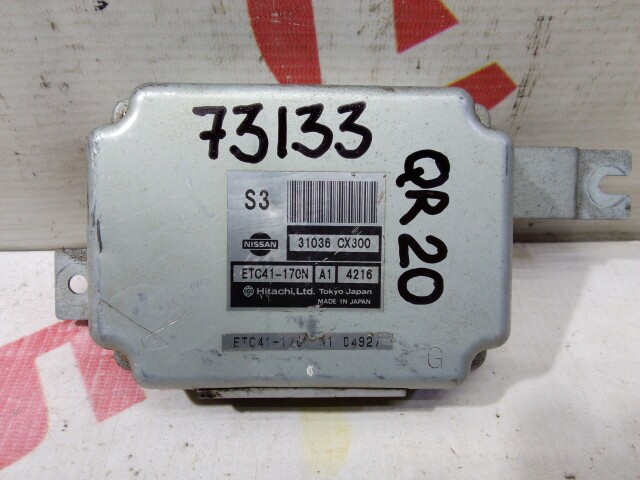 73133
QR20
S3
NISSAN 31036 CX300
ETC41-170N A1 4216
Hitachi,Ltd. Tokyo Japan
MADE IN JAPAN
G